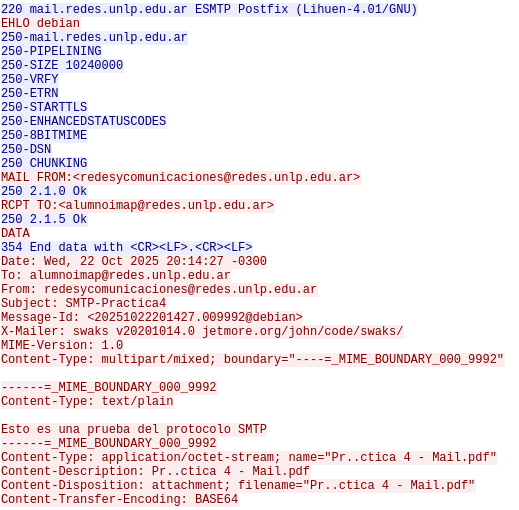 220 mail.redes.unlp.edu.ar ESMTP Postfix (Lihuen-4.01/GNU)
EHLO debian
250-mail.redes.unlp.edu.ar
250-PIPELINING
250-SIZE 10240000
250-VRFY
250-ETRN
250-STARTTLS
250-ENHANCEDSTATUSCODES
250-8BITMIME
250-DSN
250 CHUNKING
MAIL FROM:<redesycomunicaciones@redes.unlp.edu.ar>
250 2.1.0 Ok
RCPT TO:<alumnoimap@redes.unlp.edu.ar>
250 2.1.5 Ok
DATA
354 End data with <CR><LF>.<CR><LF>
Date: Wed, 22 Oct 2025 20:14:27 -0300
To: alumnoimap@redes.unlp.edu.ar
From: redesycomunicaciones@redes.unlp.edu.ar
Subject: SMTP-Practica4
Message-Id: <20251022201427.009992@debian>
X-Mailer: swaks v20201014.0 jetmore.org/john/code/swaks/
MIME-Version: 1.0
Content-Type: multipart/mixed; boundary="----=_MIME_BOUNDARY_000_9992"

------=_MIME_BOUNDARY_000_9992
Content-Type: text/plain

Esto es una prueba del protocolo SMTP
------=_MIME_BOUNDARY_000_9992
Content-Type: application/octet-stream; name="Pr..ctica 4 - Mail.pdf"
Content-Description: Pr..ctica 4 - Mail.pdf
Content-Disposition: attachment; filename="Pr..ctica 4 - Mail.pdf"
Content-Transfer-Encoding: BASE64